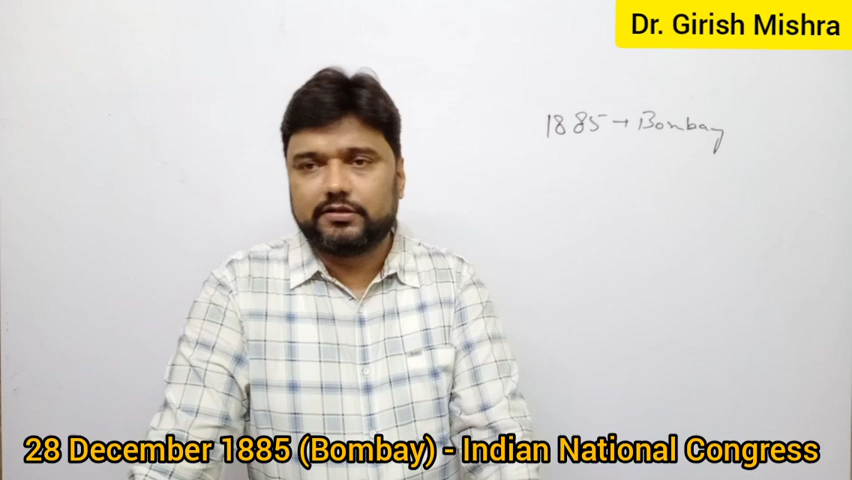 Dr. Girish Mishra
1885 → Bombay
28 December 1885 (Bombay) - Indian National Congress